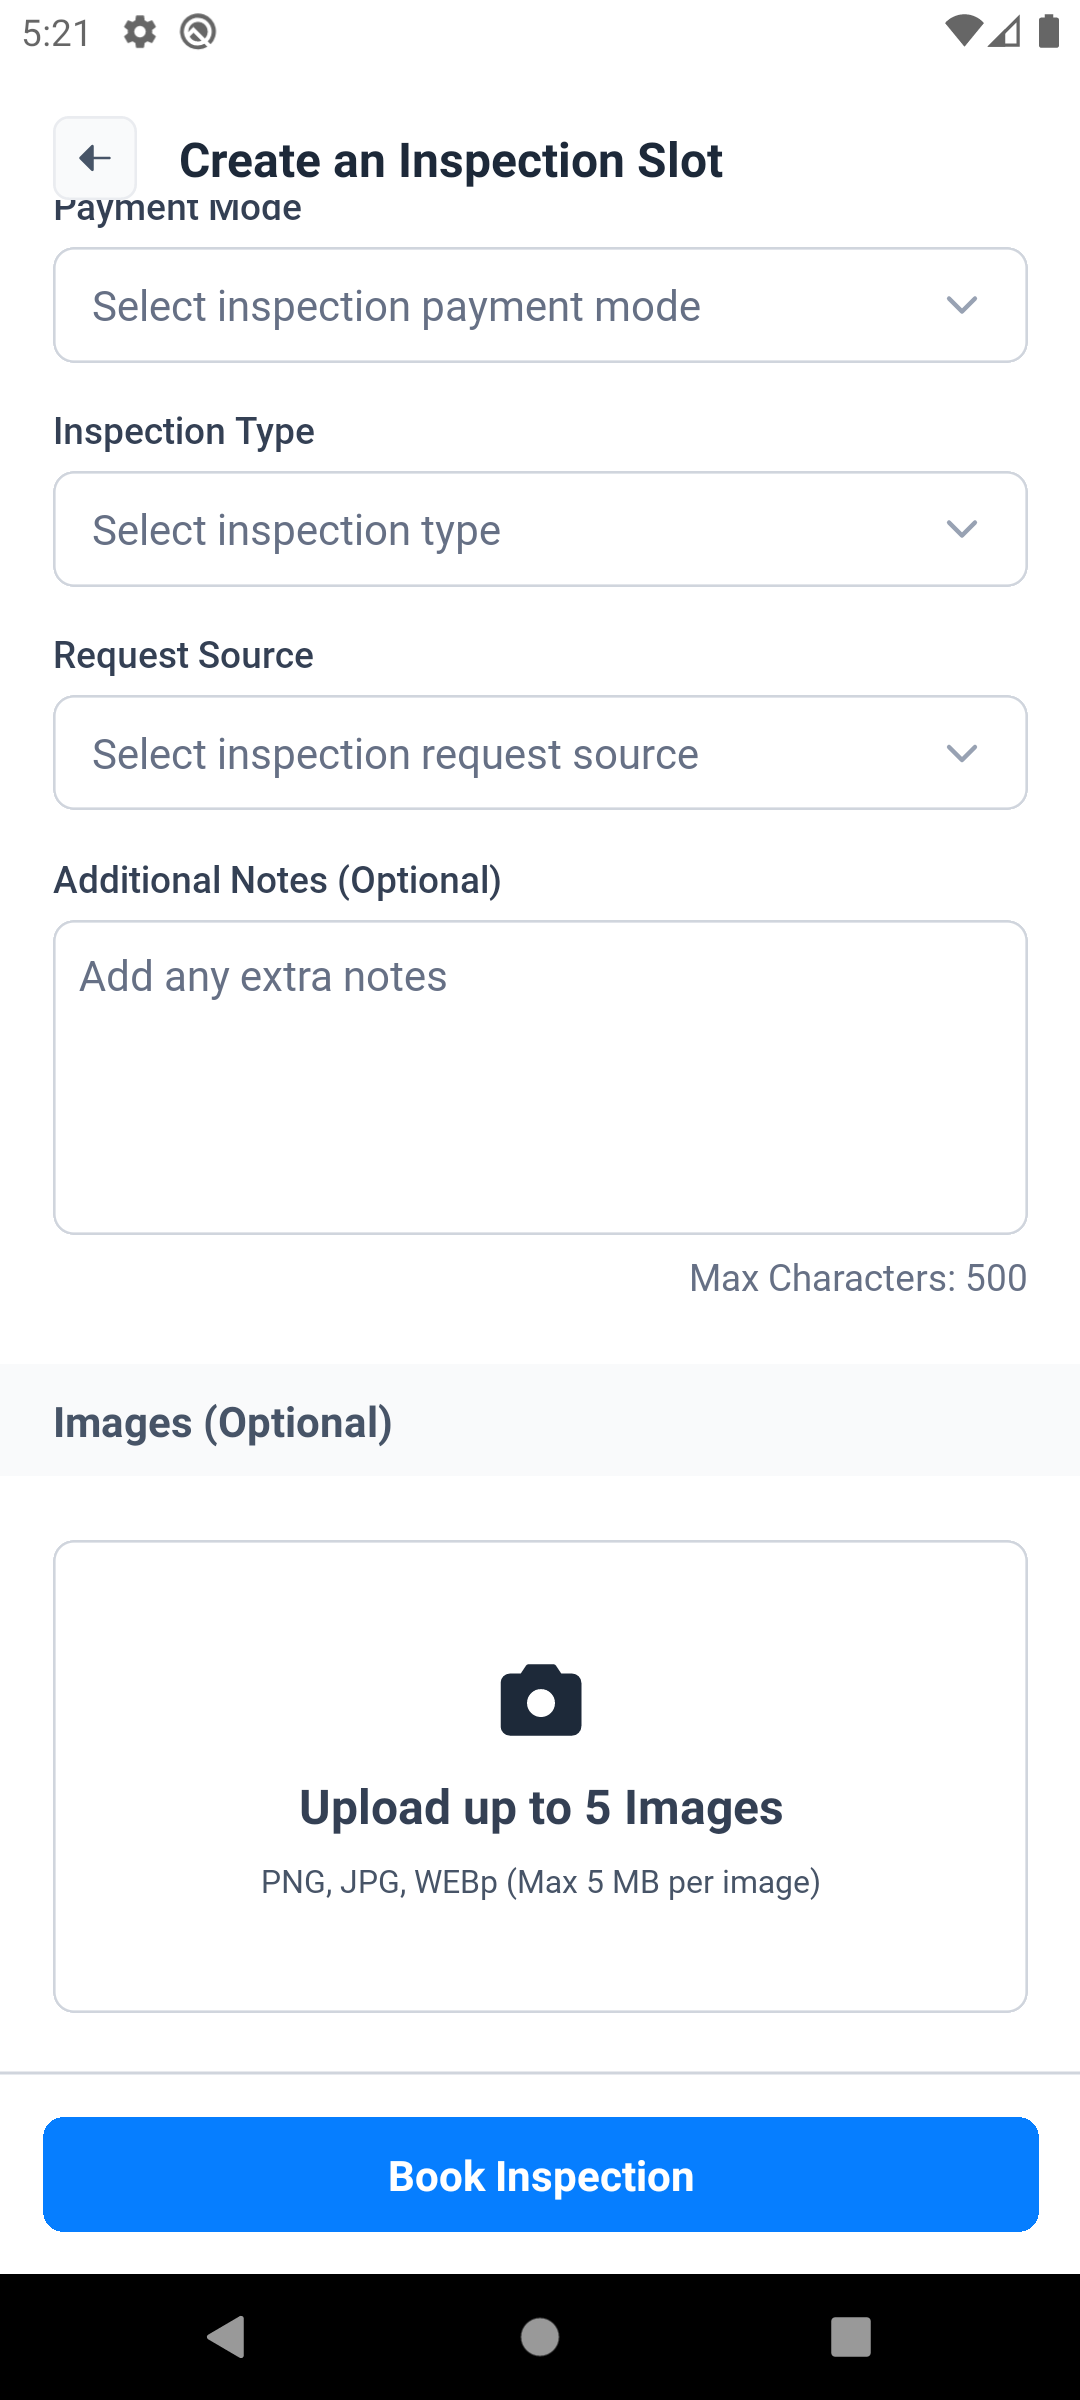 5:21
Create an Inspection Slot
Payment Mode
Select inspection payment mode
Inspection Type
Select inspection type
Request Source
Select inspection request source
Additional Notes (Optional)
Add any extra notes
Max Characters: 500
Images (Optional)
Upload up to 5 Images
PNG, JPG, WEBp (Max 5 MB per image)
Book Inspection